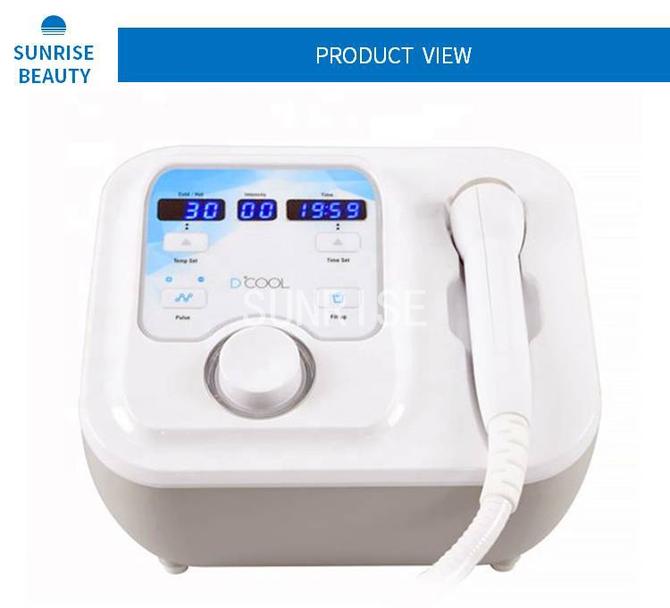 SUNRISE
BEAUTY
PRODUCT VIEW
Cold / Hot
Intensity
Time
30
00
19:59
Temp Set
Time Set
D°COOL
SUNRISE
Pulse